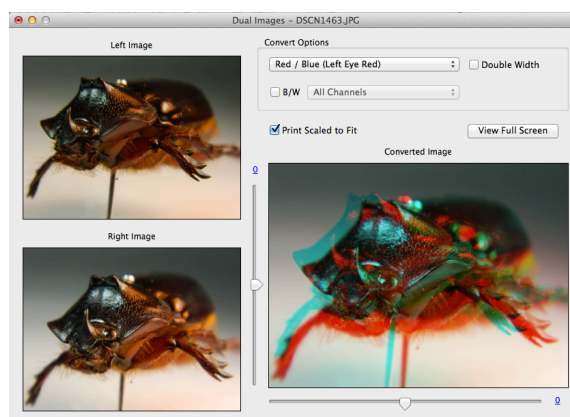 Dual Images - DSCN1463.JPG
Left Image
Convert Options
Red / Blue (Left Eye Red)
Double Width
B/W
All Channels
Print Scaled to Fit
View Full Screen
Converted Image
0
Right Image
0